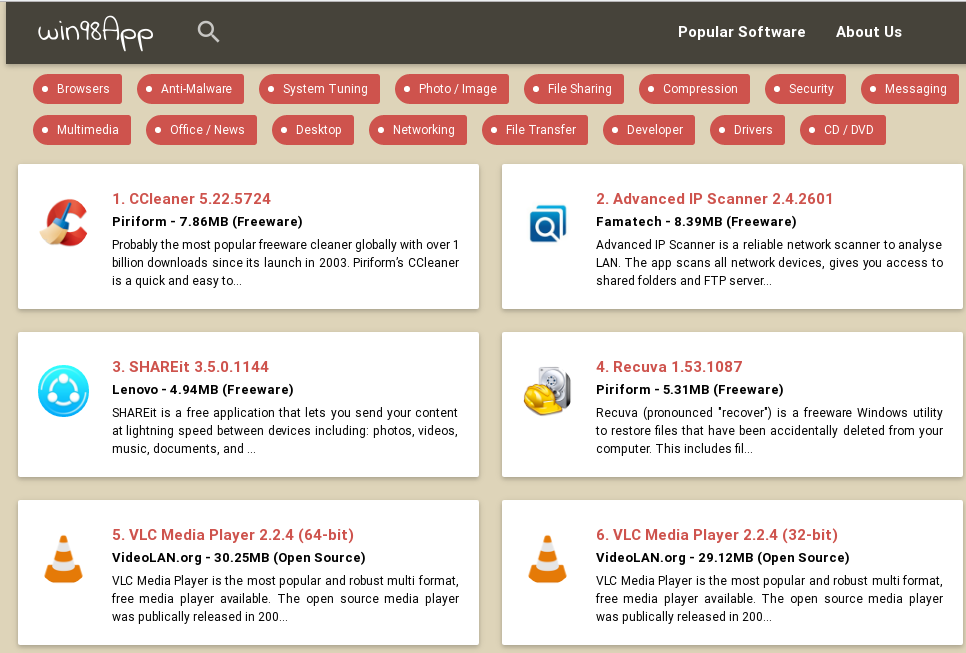 win98App
Popular Software
About Us
Browsers
Anti-Malware
System Tuning
Photo / Image
File Sharing
Compression
Security
Messaging
Multimedia
Office / News
Desktop
Networking
File Transfer
Developer
Drivers
CD / DVD
1. CCleaner 5.22.5724
Piriform - 7.86MB (Freeware)
Probably the most popular freeware cleaner globally with over 1
billion downloads since its launch in 2003. Piriform's CCleaner
is a quick and easy to...
2. Advanced IP Scanner 2.4.2601
Famatech - 8.39MB (Freeware)
Advanced IP Scanner is a reliable network scanner to analyse
LAN. The app scans all network devices, gives you access to
shared folders and FTP server...
3. SHAREit 3.5.0.1144
Lenovo - 4.94MB (Freeware)
SHAREit is a free application that lets you send your content
at lightning speed between devices including: photos, videos,
music, documents, and ...
4. Recuva 1.53.1087
Piriform - 5.31MB (Freeware)
Recuva (pronounced "recover") is a freeware Windows utility
to restore files that have been accidentally deleted from your
computer. This includes fil...
5. VLC Media Player 2.2.4 (64-bit)
VideoLAN.org - 30.25MB (Open Source)
VLC Media Player is the most popular and robust multi format,
free media player available. The open source media player
was publically released in 200...
6. VLC Media Player 2.2.4 (32-bit)
VideoLAN.org - 29.12MB (Open Source)
VLC Media Player is the most popular and robust multi format,
free media player available. The open source media player
was publically released in 200...